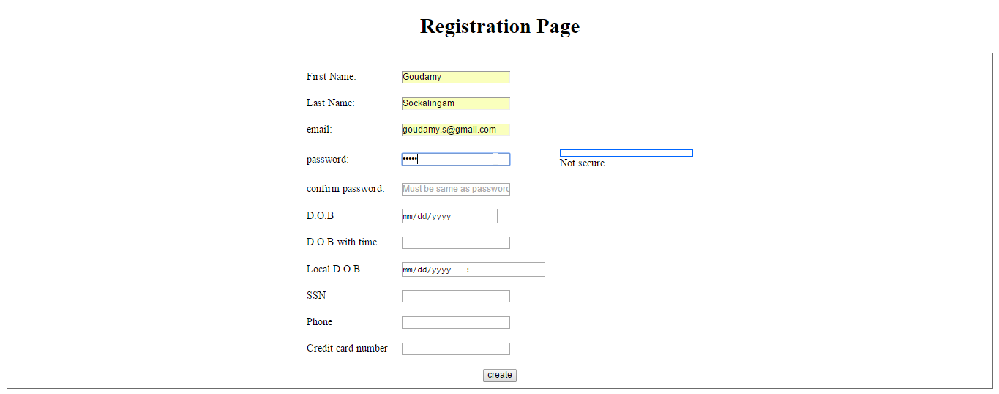 Registration Page
First Name: Goudamy
Last Name: Sockalingam
email: goudamy.s@gmail.com
password: •••••
Not secure
confirm password: Must be same as password
D.O.B mm/dd/yyyy
D.O.B with time
Local D.O.B mm/dd/yyyy --:-- --
SSN
Phone
Credit card number
create